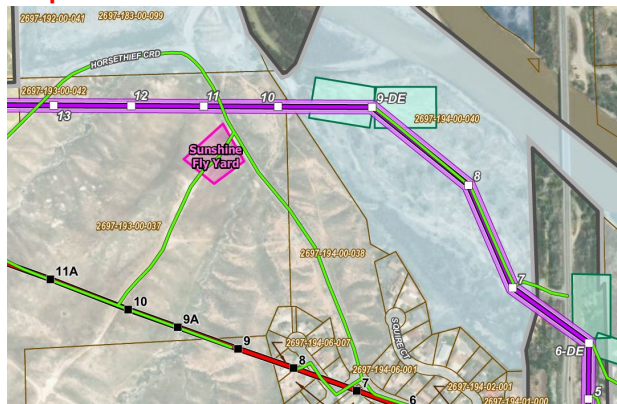 2697-192-00-041
2697-183-00-099
HORSETHIEF CRD
2697-193-00-042
13
12
11
10
9-DE
2697-194-00-040
Sunshine
Fly Yard
8
2697-193-00-037
2697-194-00-038
11A
7
10
9A
SQUIRE CT
9
2697-194-06-007
6-DE
8
2697-194-06-001
7
2697-194-02-001
5
6
2697-194-01-000